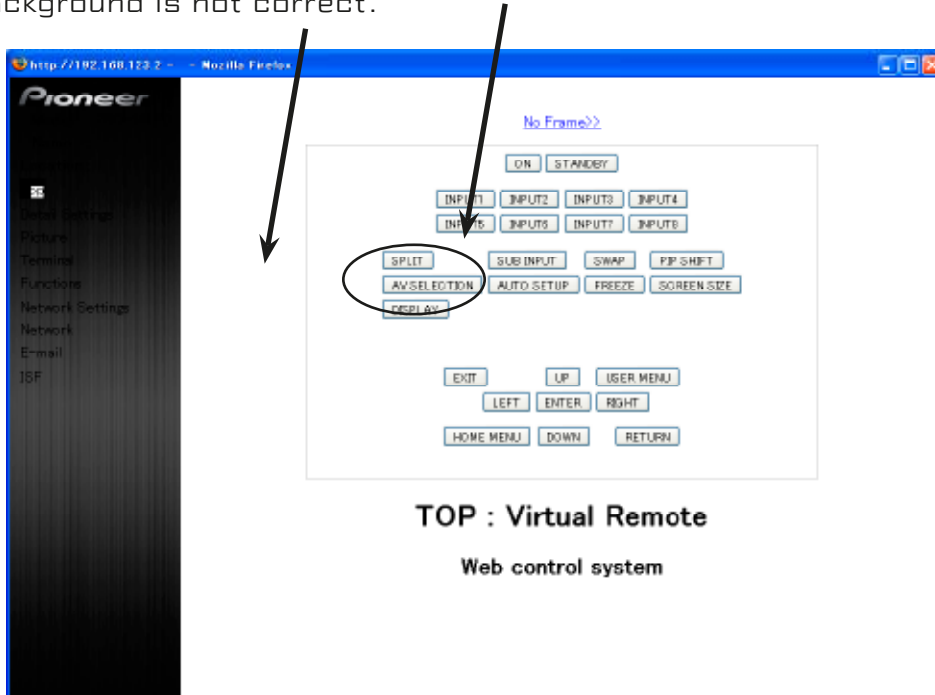 ckground is not correct.
http://192.168.123.2 - - Mozilla Firefox
Pioneer
No Frame>>
ON STANDBY
INPUT1 INPUT2 INPUT3 INPUT4
INPUT5 INPUT6 INPUT7 INPUT8
SPLIT SUB INPUT SWAP PIP SHIFT
AV SELECTION AUTO SETUP FREEZE SCREEN SIZE
DISPLAY
Detail Settings
Picture
Terminal
Functions
Network Settings
Network
E-mail
ISF
EXIT UP USER MENU
LEFT ENTER RIGHT
HOME MENU DOWN RETURN
TOP : Virtual Remote
Web control system